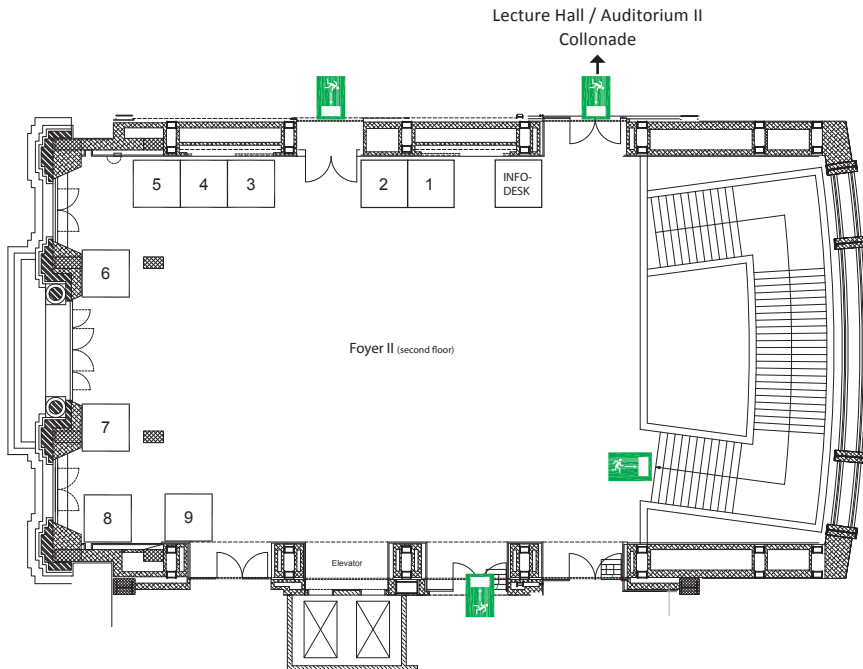 Lecture Hall / Auditorium II
Collonade
5
4
3
2
1
INFO-
DESK
6
Foyer II (second floor)
7
8
9
Elevator